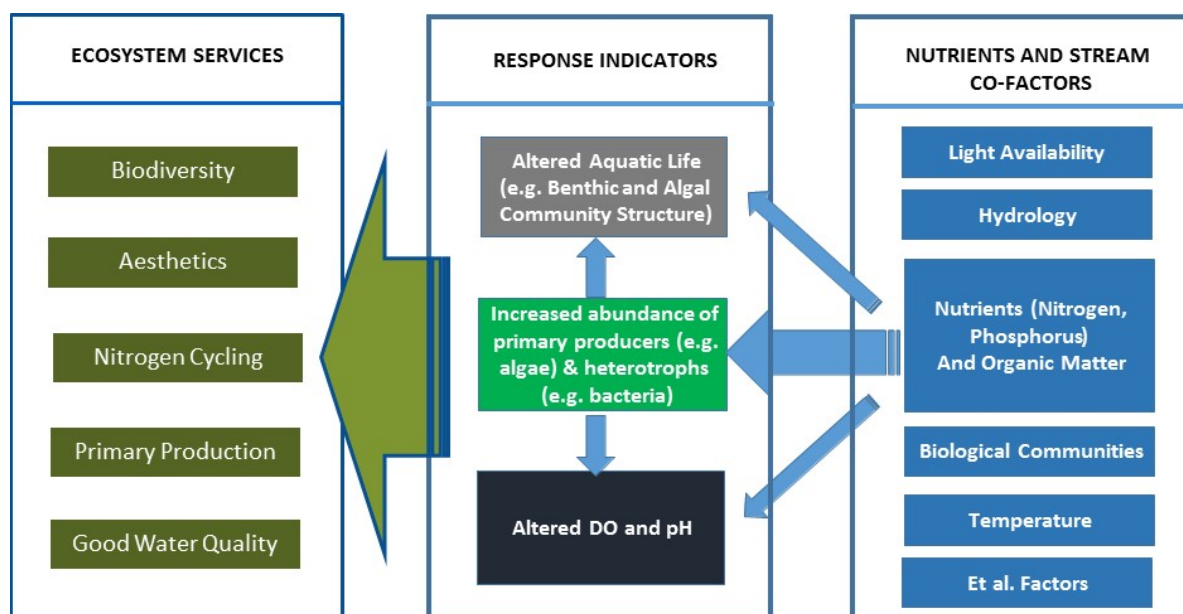 ECOSYSTEM SERVICES
Biodiversity
Aesthetics
Nitrogen Cycling
Primary Production
Good Water Quality
RESPONSE INDICATORS
Altered Aquatic Life
(e.g. Benthic and Algal
Community Structure)
Increased abundance of
primary producers (e.g.
algae) & heterotrophs
(e.g. bacteria)
Altered DO and pH
NUTRIENTS AND STREAM
CO-FACTORS
Light Availability
Hydrology
Nutrients (Nitrogen,
Phosphorus)
And Organic Matter
Biological Communities
Temperature
Et al. Factors